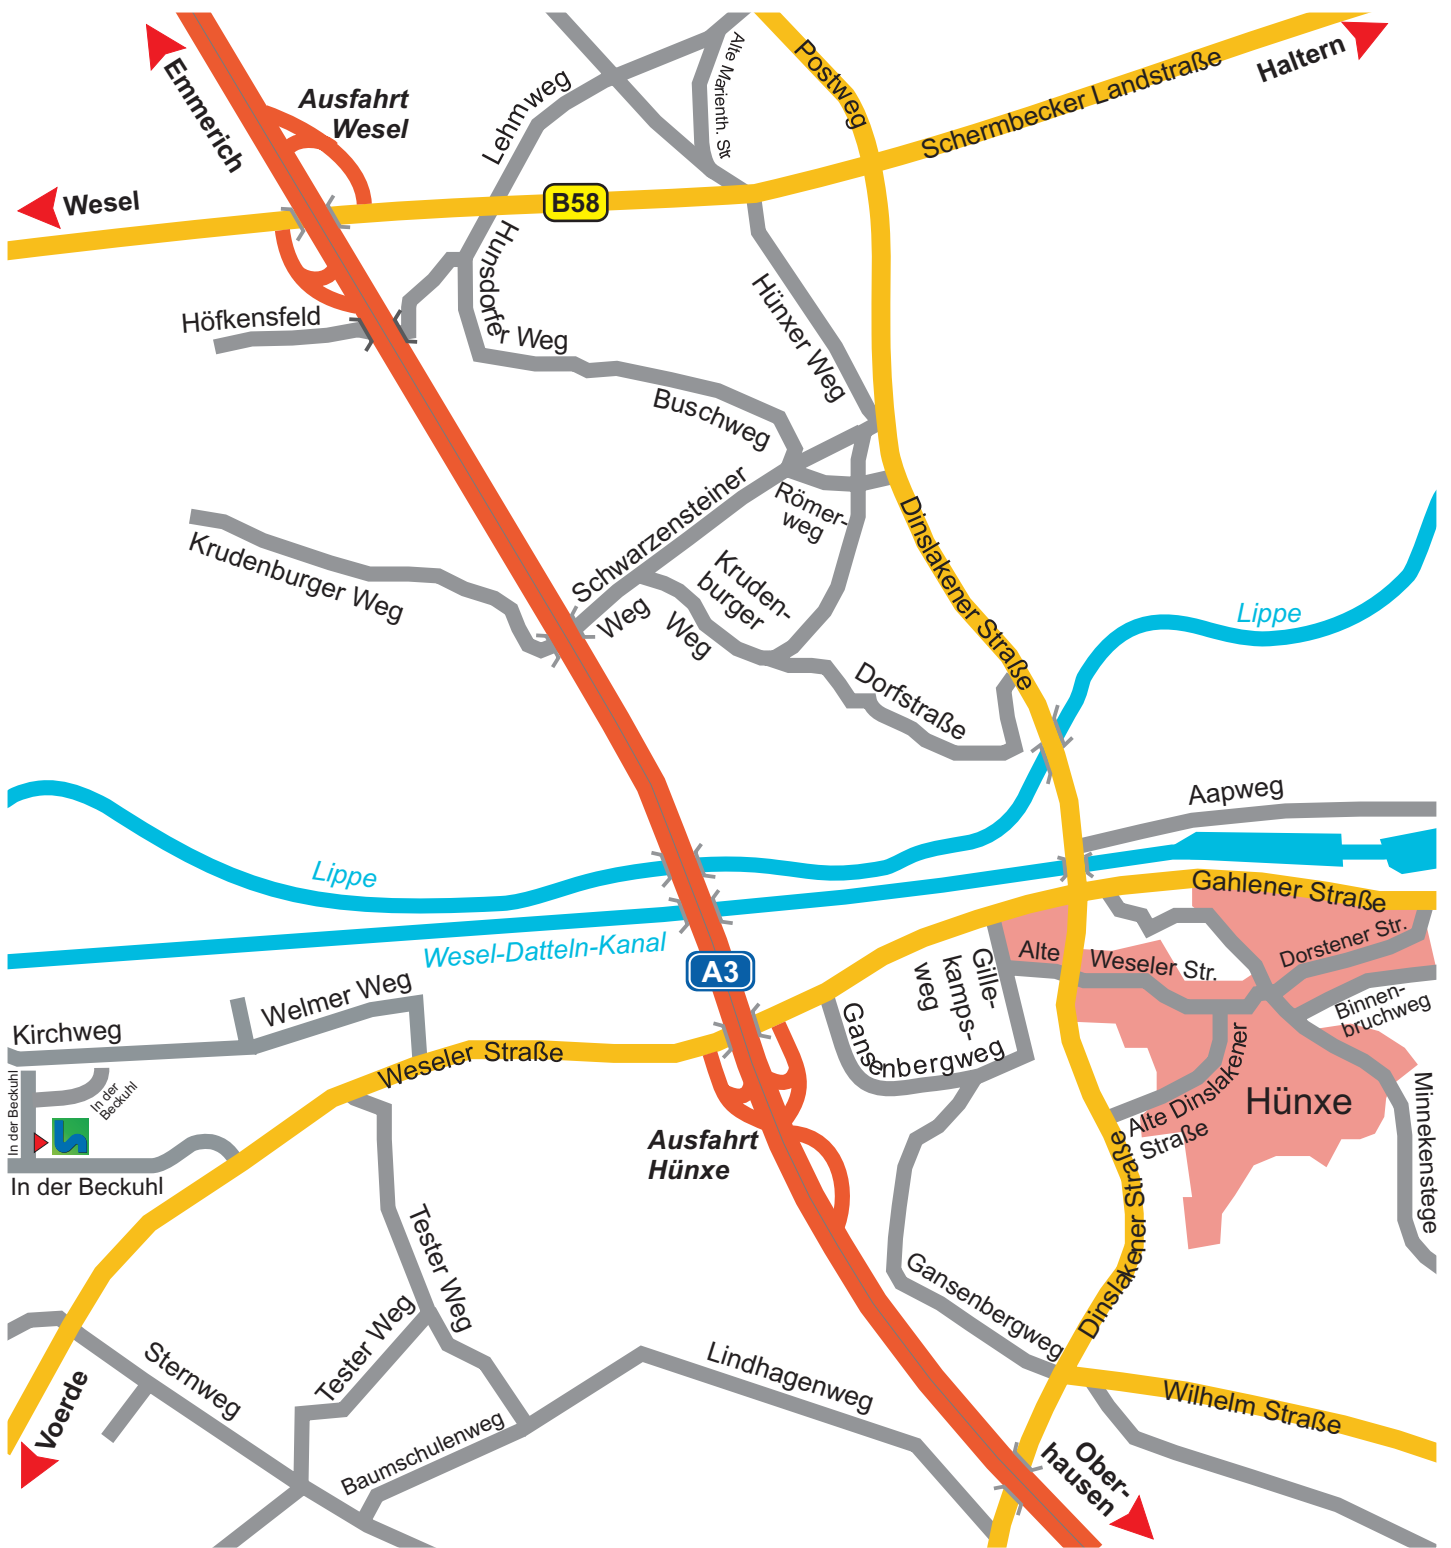 Emmerich
Ausfahrt
Wesel
Lehmweg
Alte Marienth. Str
Postweg
Schermbecker Landstraße
Haltern
Wesel
B58
Hunsdorfer Weg
Höfkensfeld
Hünxer Weg
Buschweg
Schwarzensteiner
Weg
Römer-
weg
Kruden-
burger
Weg
Krudenburger Weg
Dinslakener Straße
Dorfstraße
Lippe
Lippe
Aapweg
Wesel-Datteln-Kanal
Gahlener Straße
A3
Gille-
kamps-
weg
Alte Weseler Str.
Dorstener Str.
Binnen-
bruchweg
Welmer Weg
Kirchweg
Weseler Straße
Gansenbergweg
In der Beckuhl
In der
Beckuhl
In der Beckuhl
Ausfahrt
Hünxe
Alte Dinslakener
Straße
Hünxe
Minnekenstege
Dinslakener Straße
Tester Weg
Tester Weg
Gansenbergweg
Sternweg
Voerde
Baumschulenweg
Lindhagenweg
Wilhelm Straße
Ober-
hausen